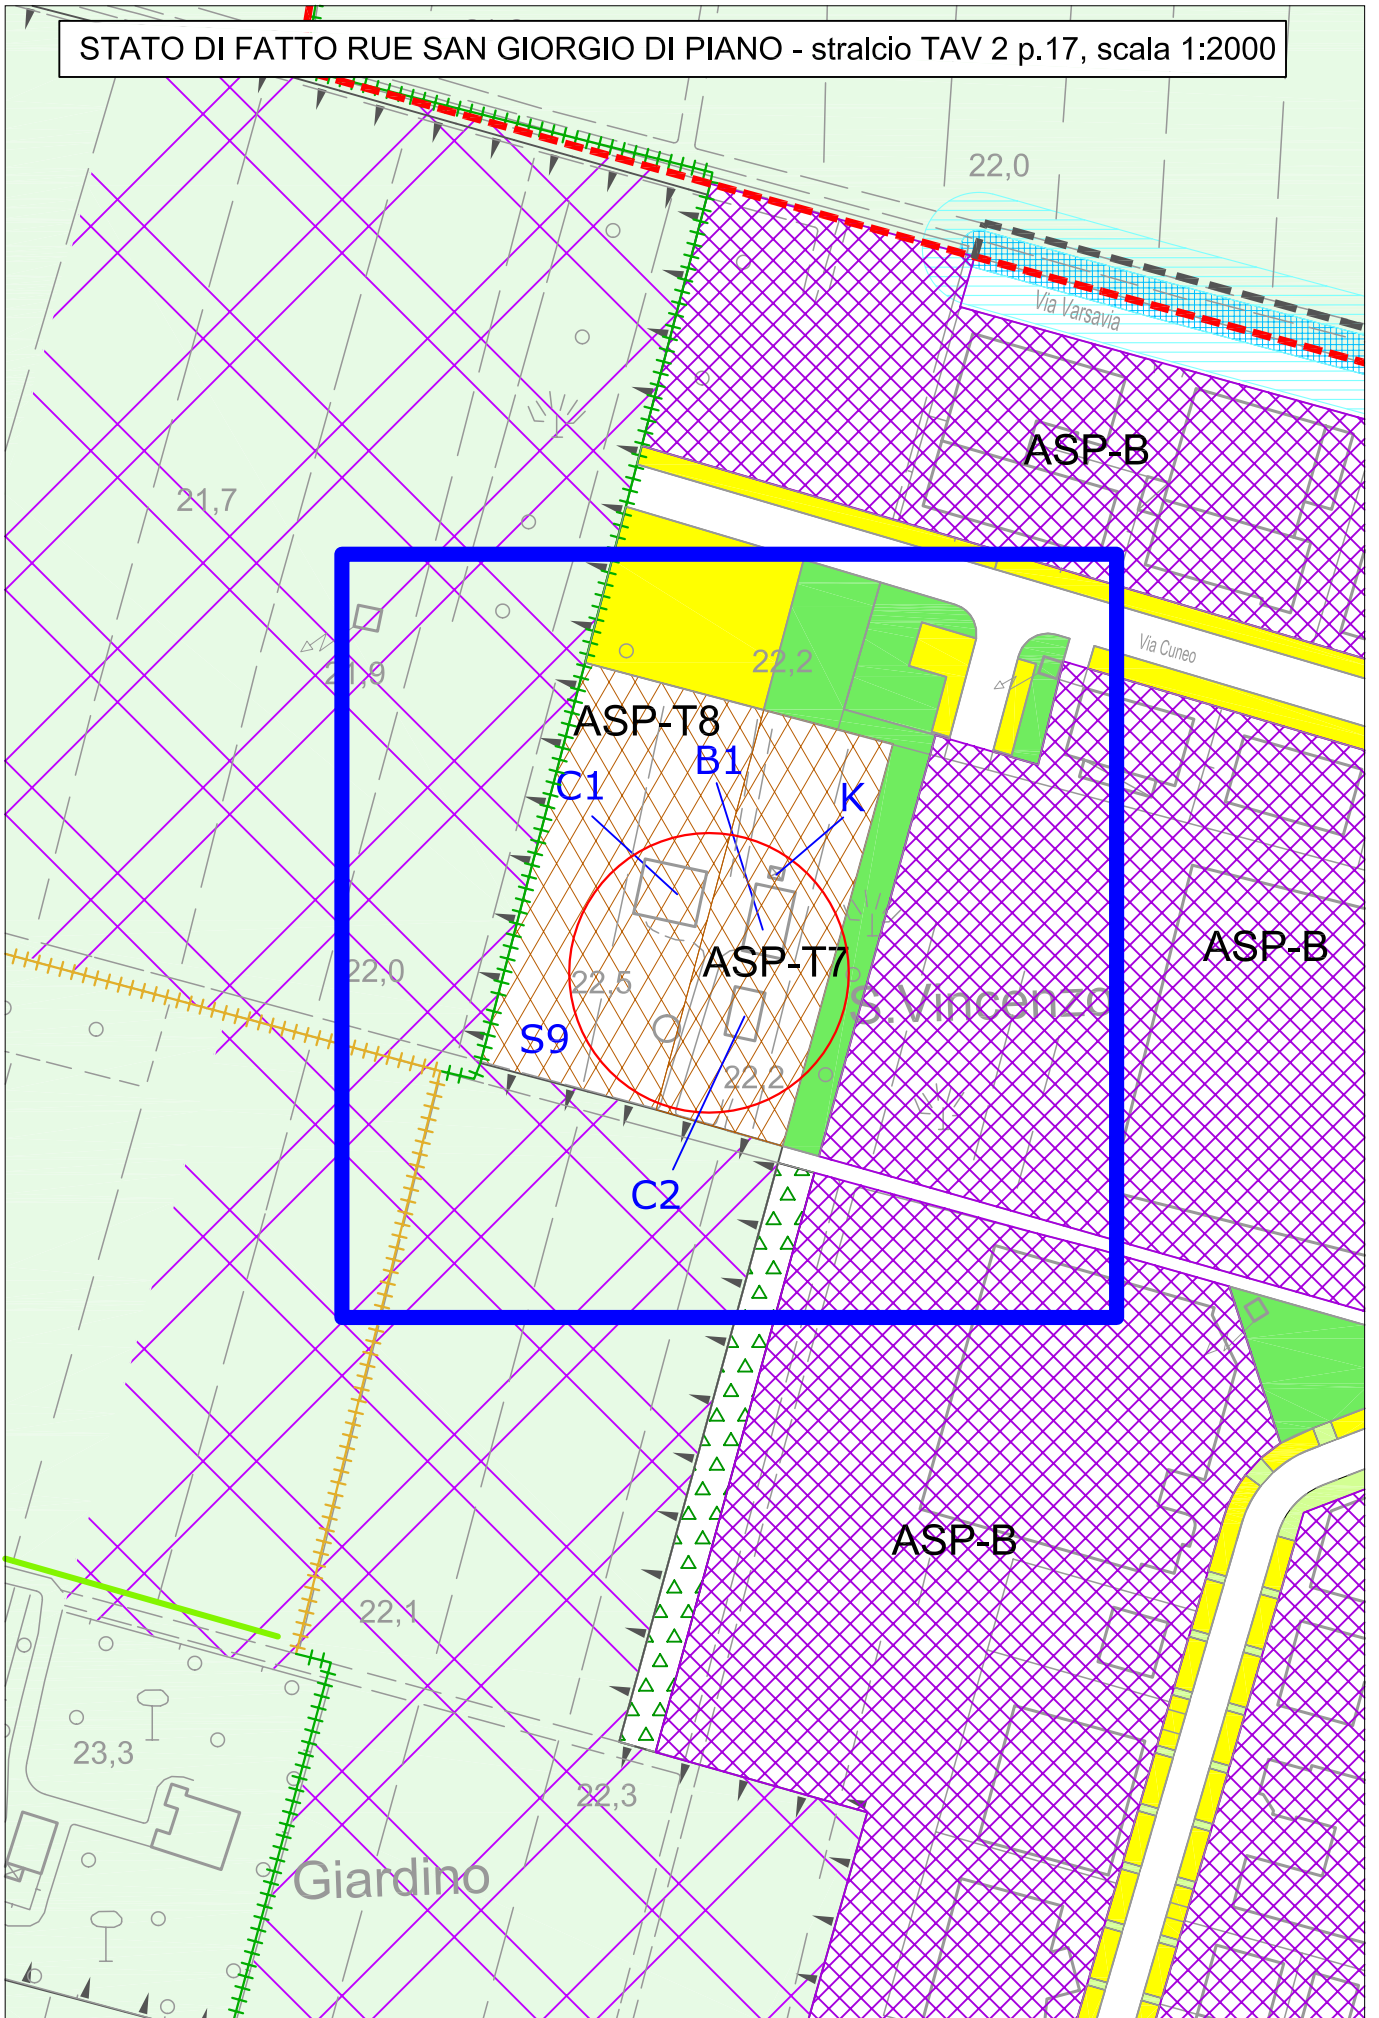 STATO DI FATTO RUE SAN GIORGIO DI PIANO - stralcio TAV 2 p.17, scala 1:2000
22,0
Via Varsavia
ASP-B
21,7
Via Cuneo
22,2
21,9
ASP-T8
B1
C1
K
ASP-B
ASP-T7
22,0
22,5
S.Vincenzo
S9
22,2
C2
ASP-B
22,1
23,3
22,3
Giardino